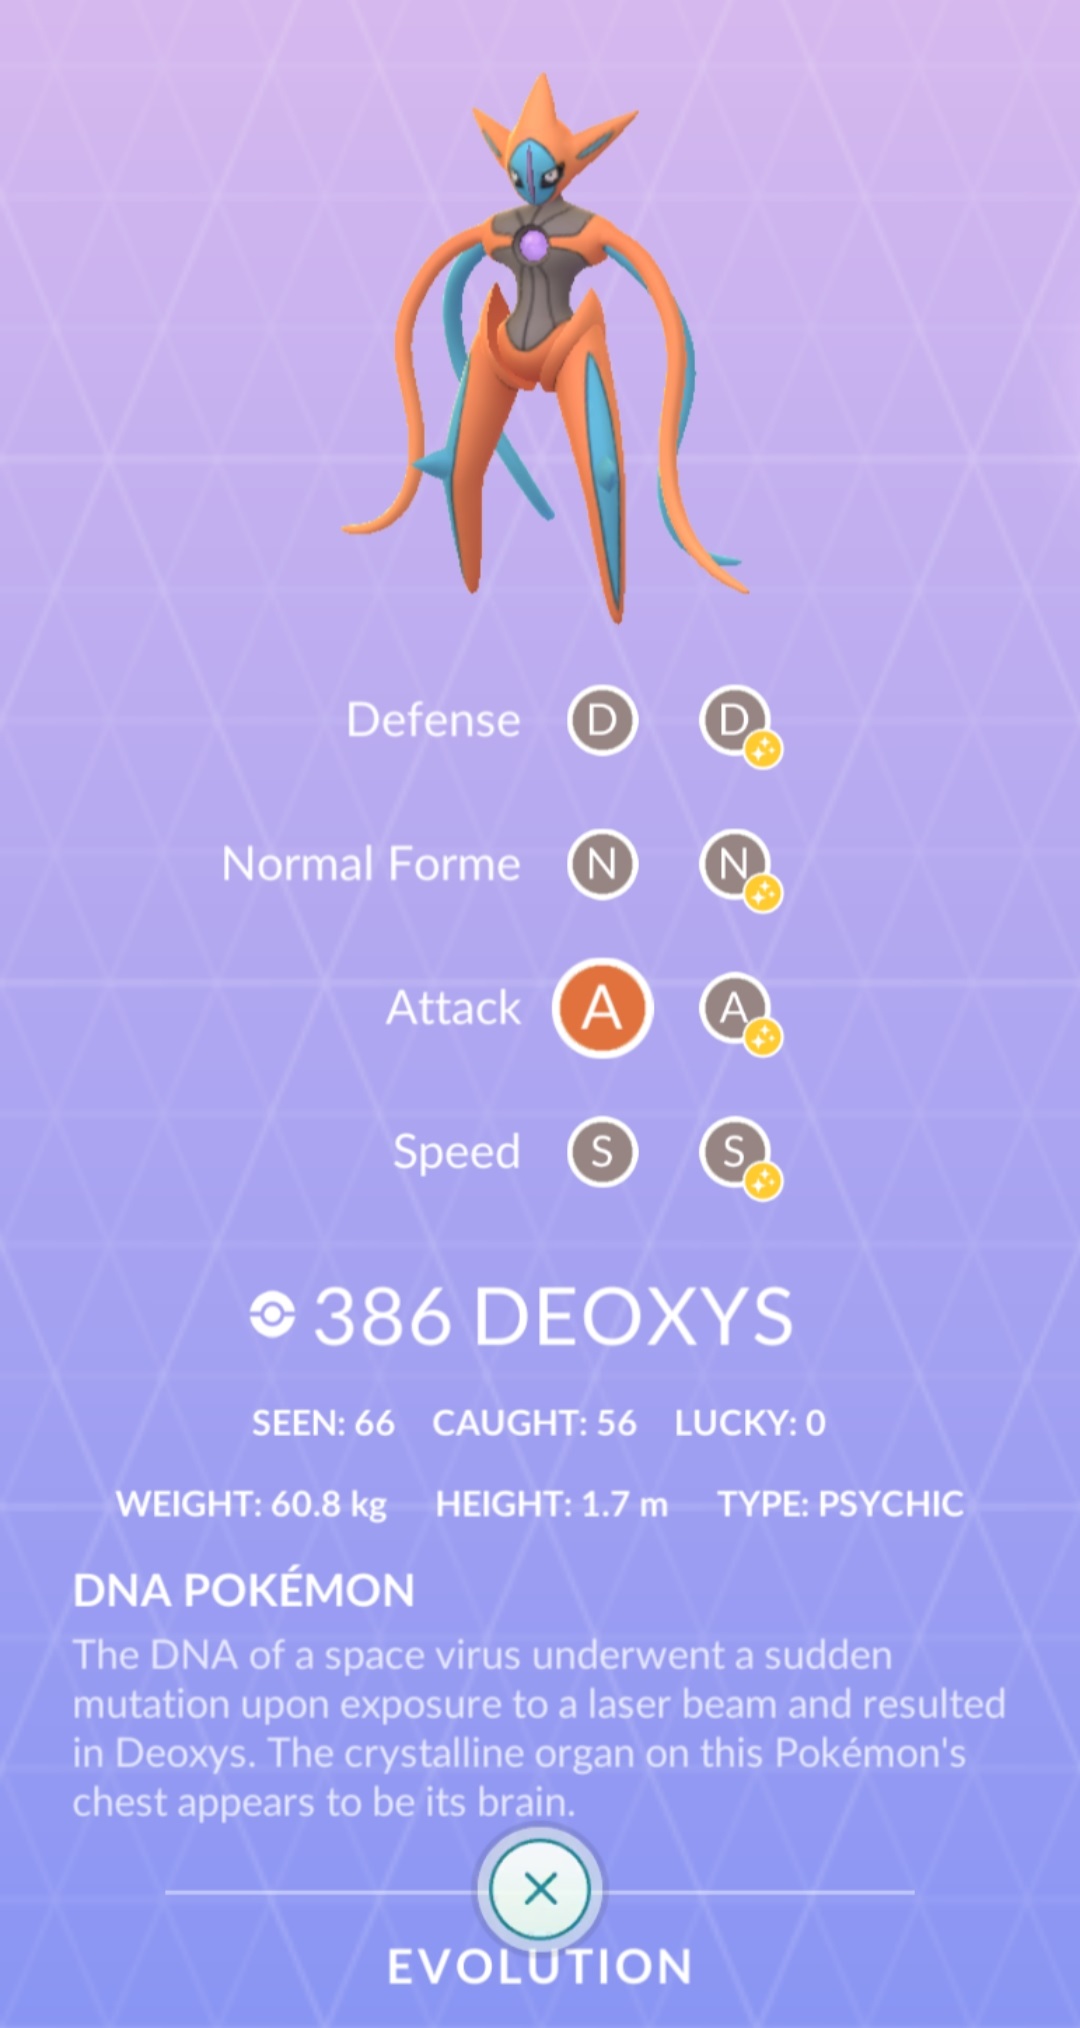 Defense D D
Normal Forme N N
Attack A A
Speed S S
386 DEOXYS
SEEN: 66 CAUGHT: 56 LUCKY: 0
WEIGHT: 60.8 kg HEIGHT: 1.7 m TYPE: PSYCHIC
DNA POKÉMON
The DNA of a space virus underwent a sudden
mutation upon exposure to a laser beam and resulted
in Deoxys. The crystalline organ on this Pokémon's
chest appears to be its brain.
EVOLUTION